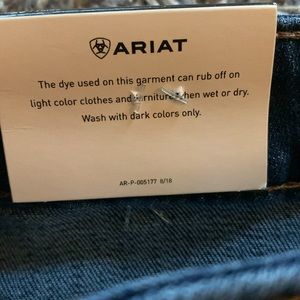 ARIAT
The dye used on this garment can rub off on
light color clothes and furniture when wet or dry.
Wash with dark colors only.
AR-P-005177 8/18